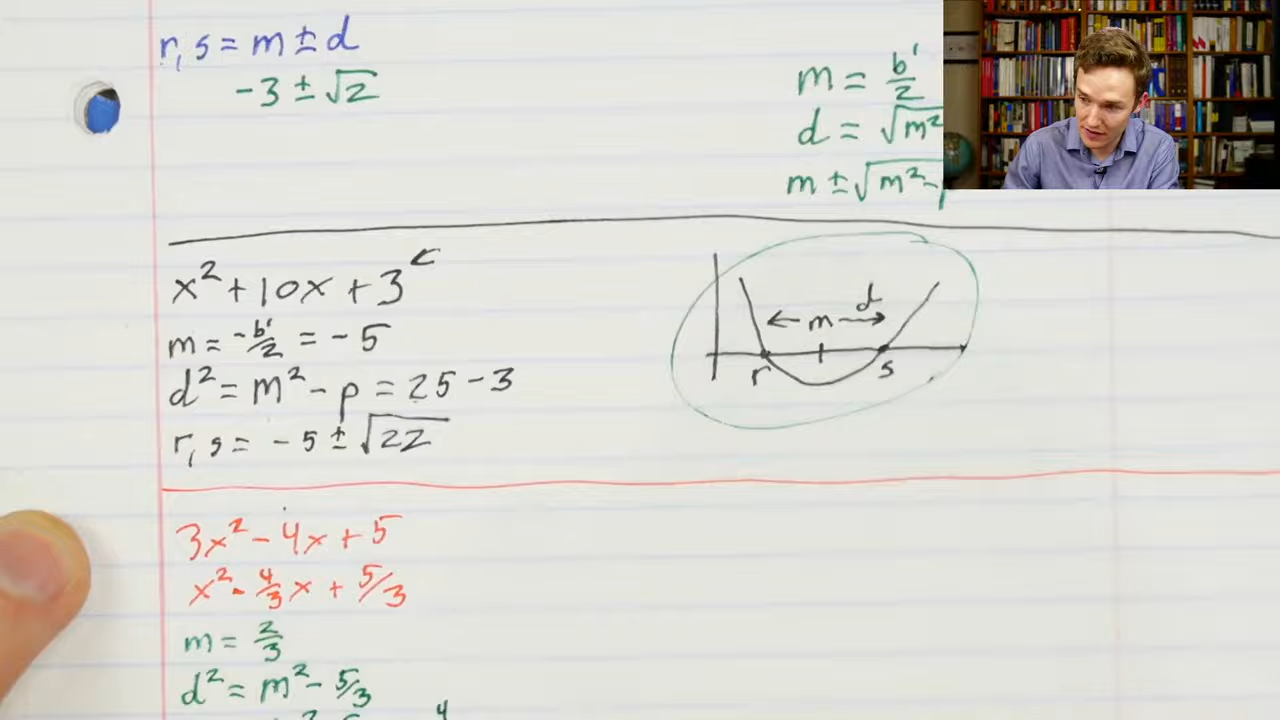 r, s = m ± d
-3 ± √2
m = b'/2
d = √m²
m ± √m² -
x² + 10x + 3
m = -b'/2 = -5
d² = m² - p = 25 - 3
r, s = -5 ± √22
m d
r s
3x² - 4x + 5
x² - 4/3 x + 5/3
m = 2/3
d² = m² - 5/3
4